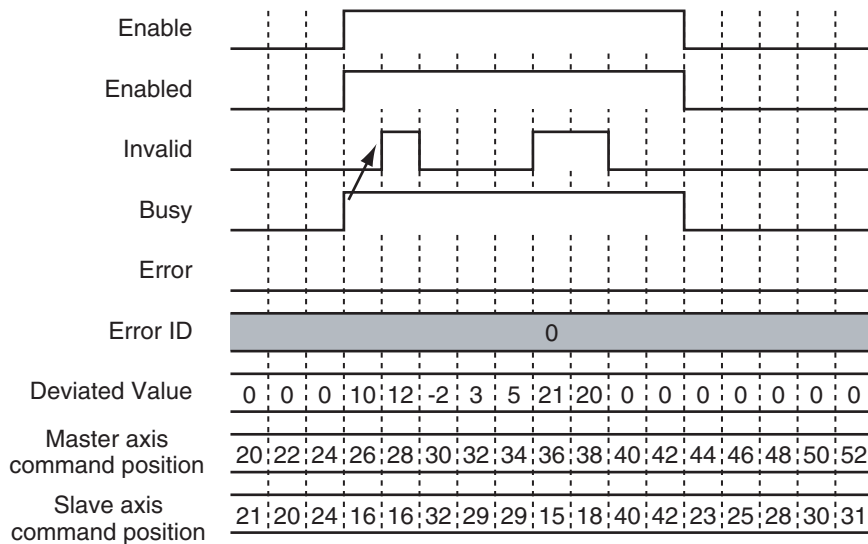 Enable
Enabled
Invalid
Busy
Error
Error ID 0
Deviated Value 0 0 0 10 12 -2 3 5 21 20 0 0 0 0 0 0 0
Master axis
command position 20 22 24 26 28 30 32 34 36 38 40 42 44 46 48 50 52
Slave axis
command position 21 20 24 16 16 32 29 29 15 18 40 42 23 25 28 30 31